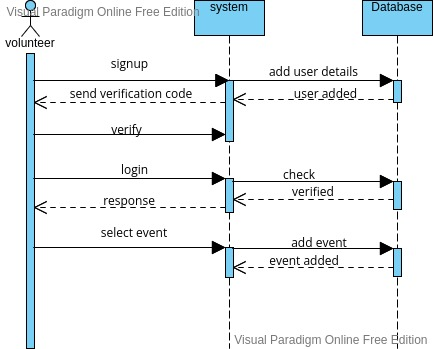 Visual Paradigm Online Free Edition
system
Database
volunteer
signup
add user details
send verification code
user added
verify
login
check
verified
response
select event
add event
event added
Visual Paradigm Online Free Edition